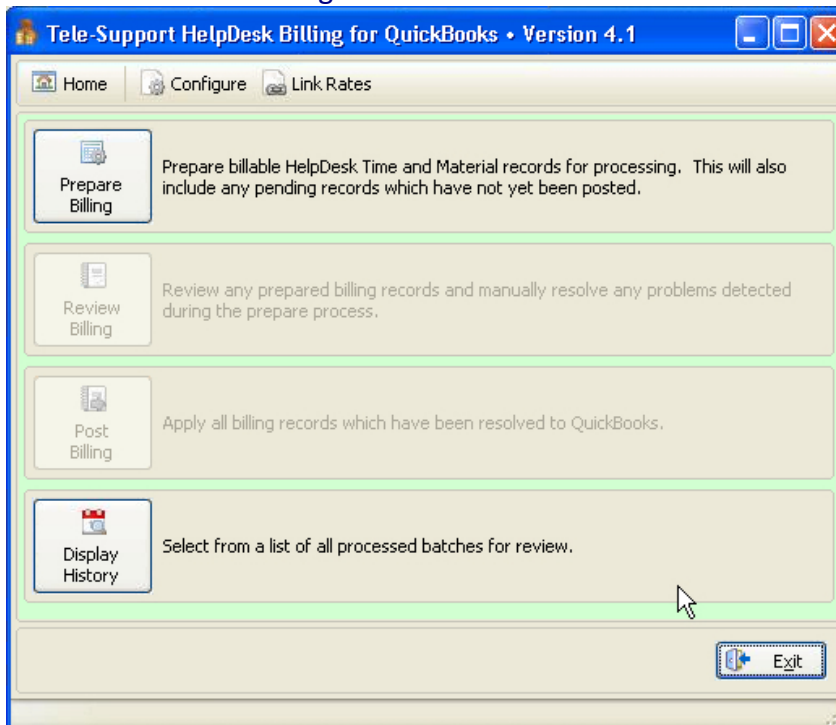 Tele-Support HelpDesk Billing for QuickBooks • Version 4.1
Home Configure Link Rates
Prepare
Billing
Prepare billable HelpDesk Time and Material records for processing. This will also
include any pending records which have not yet been posted.
Review
Billing
Review any prepared billing records and manually resolve any problems detected
during the prepare process.
Post
Billing
Apply all billing records which have been resolved to QuickBooks.
Display
History
Select from a list of all processed batches for review.
Exit